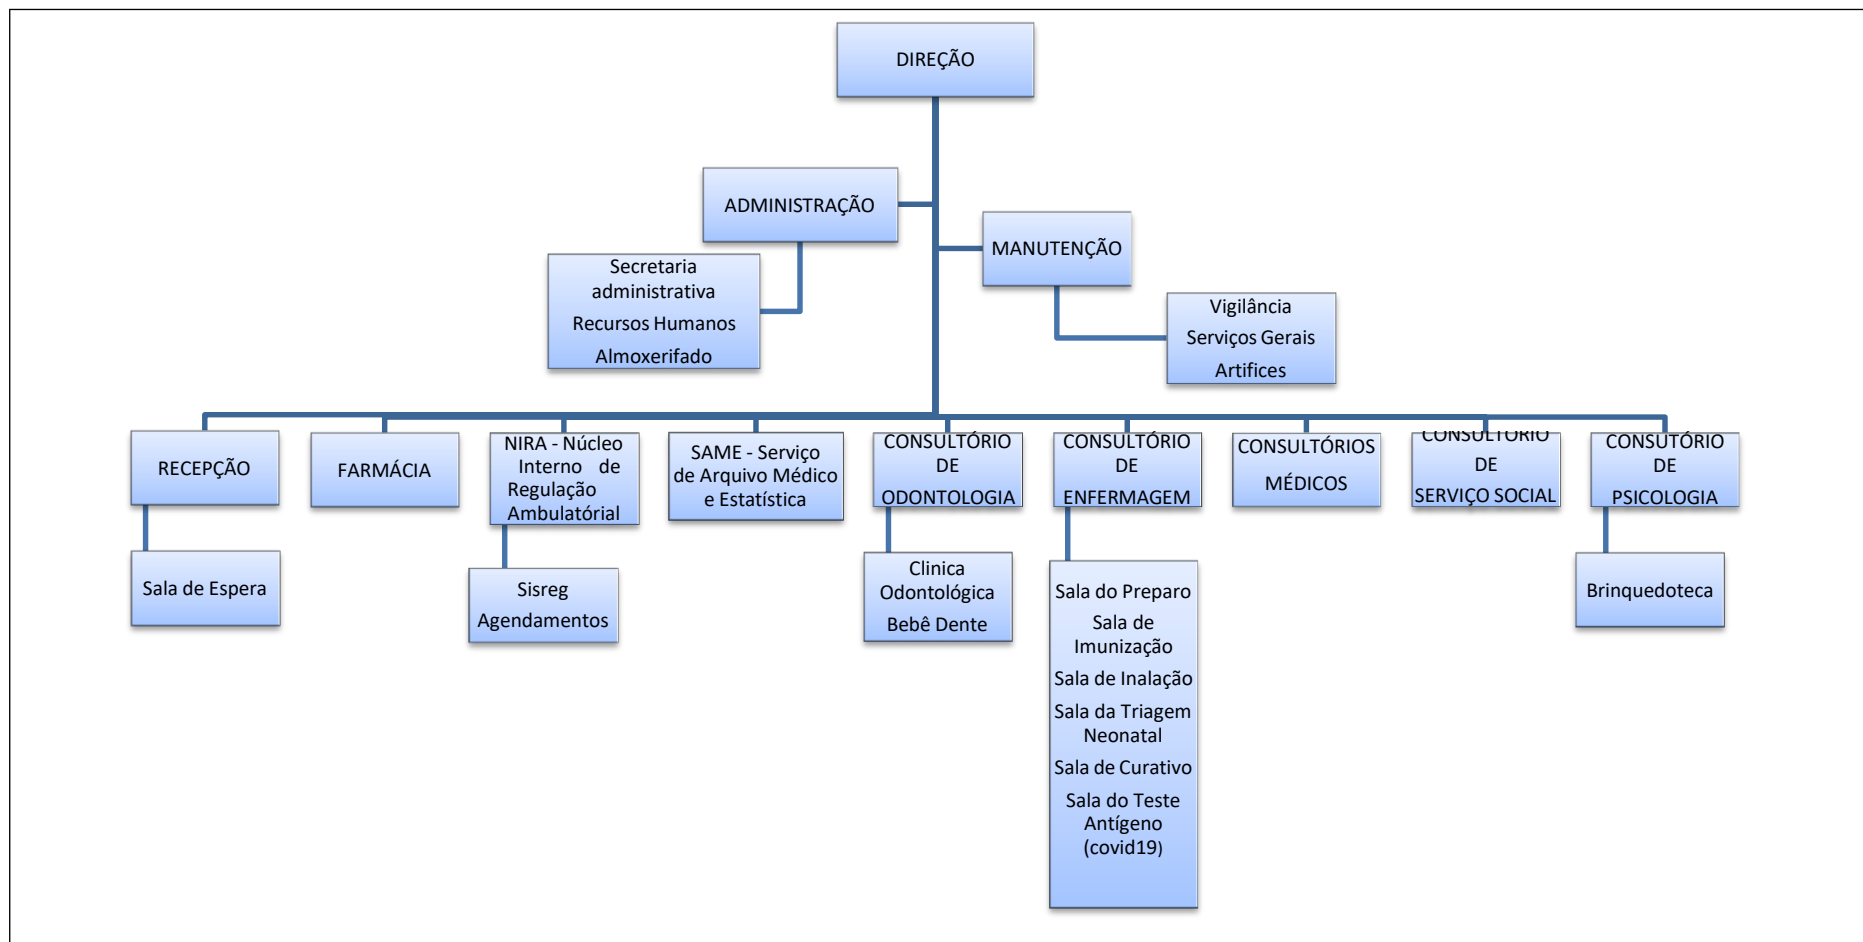 DIREÇÃO
ADMINISTRAÇÃO
MANUTENÇÃO
Secretaria
administrativa
Recursos Humanos
Almoxerifado
Vigilância
Serviços Gerais
Artifices
RECEPÇÃO
FARMÁCIA
NIRA - Núcleo
Interno de
Regulação
Ambulatórial
SAME - Serviço
de Arquivo Médico
e Estatística
CONSULTÓRIO
DE
ODONTOLOGIA
CONSULTÓRIO
DE
ENFERMAGEM
CONSULTÓRIOS
MÉDICOS
CONSULTÓRIO
DE
SERVIÇO SOCIAL
CONSUTÓRIO
DE
PSICOLOGIA
Sala de Espera
Sisreg
Agendamentos
Clinica
Odontológica
Bebê Dente
Sala do Preparo
Sala de
Imunização
Sala de Inalação
Sala da Triagem
Neonatal
Sala de Curativo
Sala do Teste
Antígeno
(covid19)
Brinquedoteca